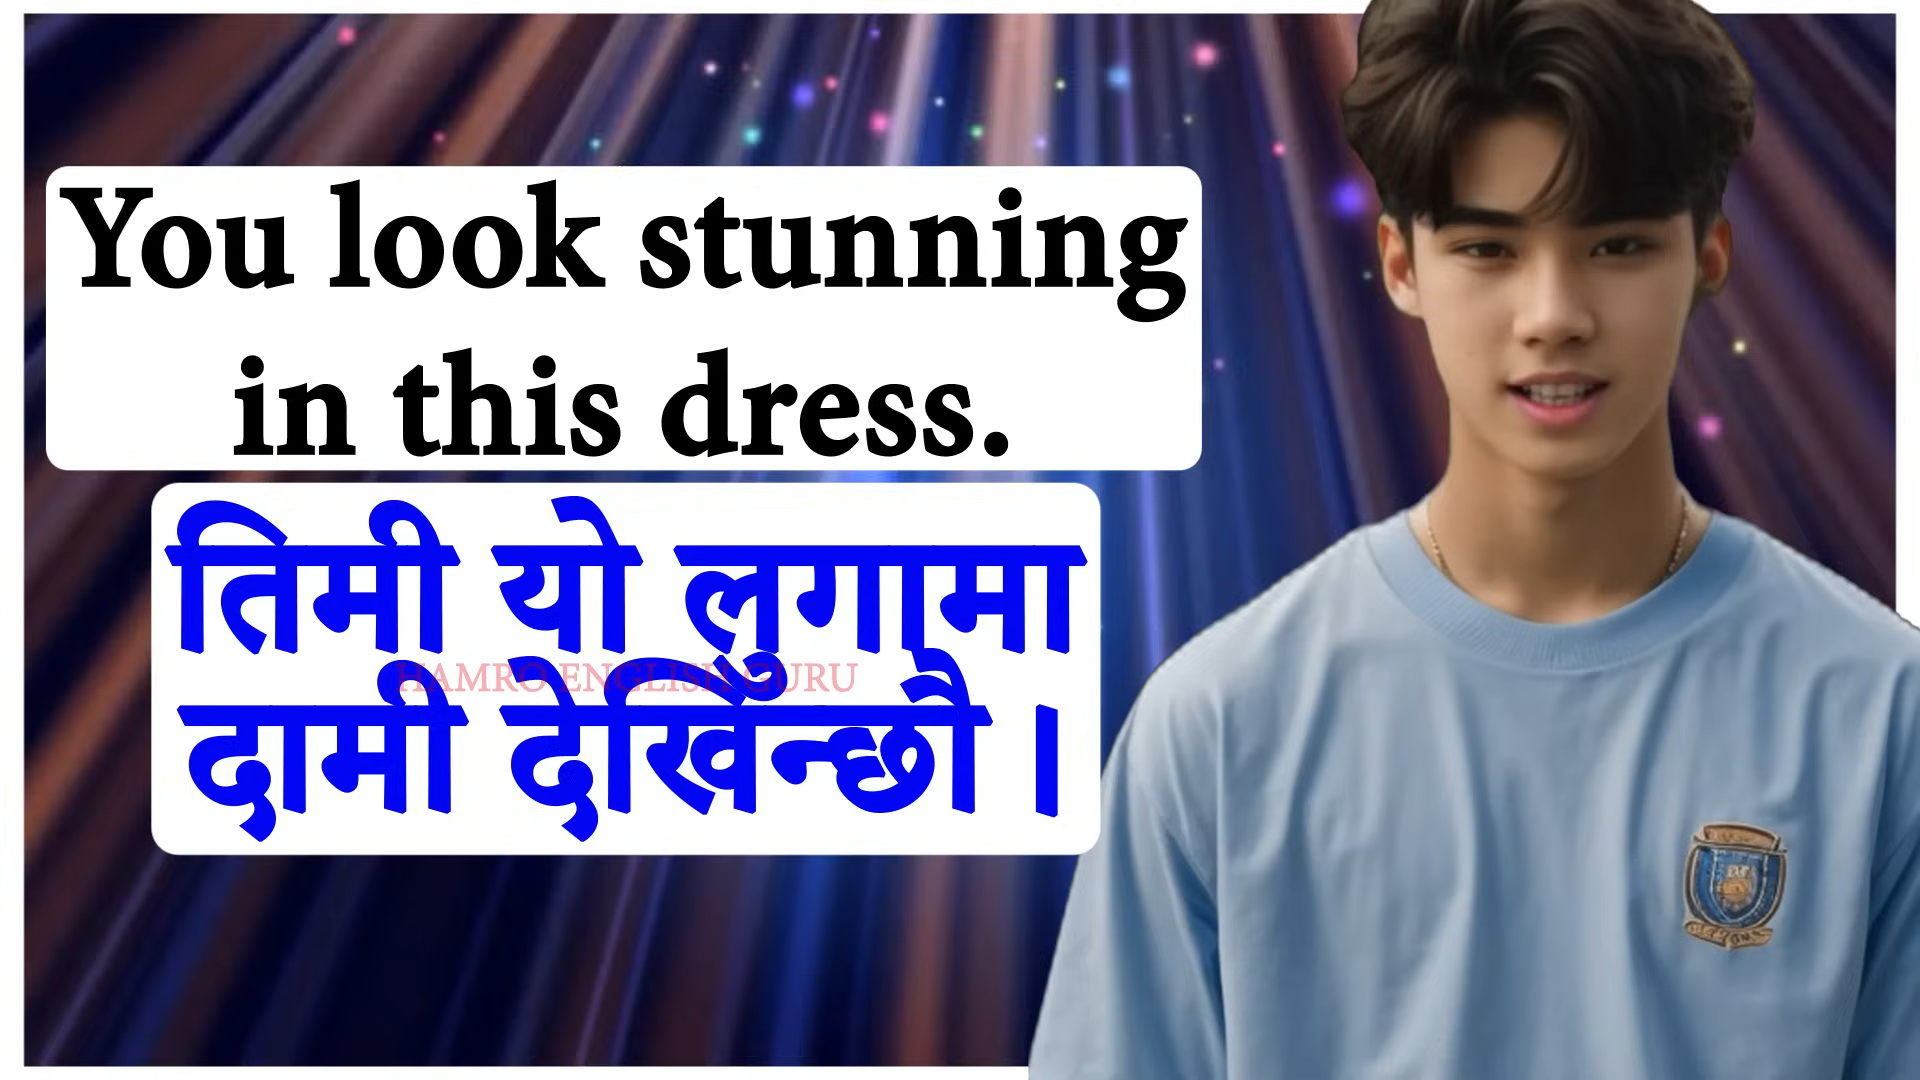 You look stunning
in this dress.
तिमी यो लुगामा
HAMRO ENGLISH GURU
दामी देखिँन्छौ ।